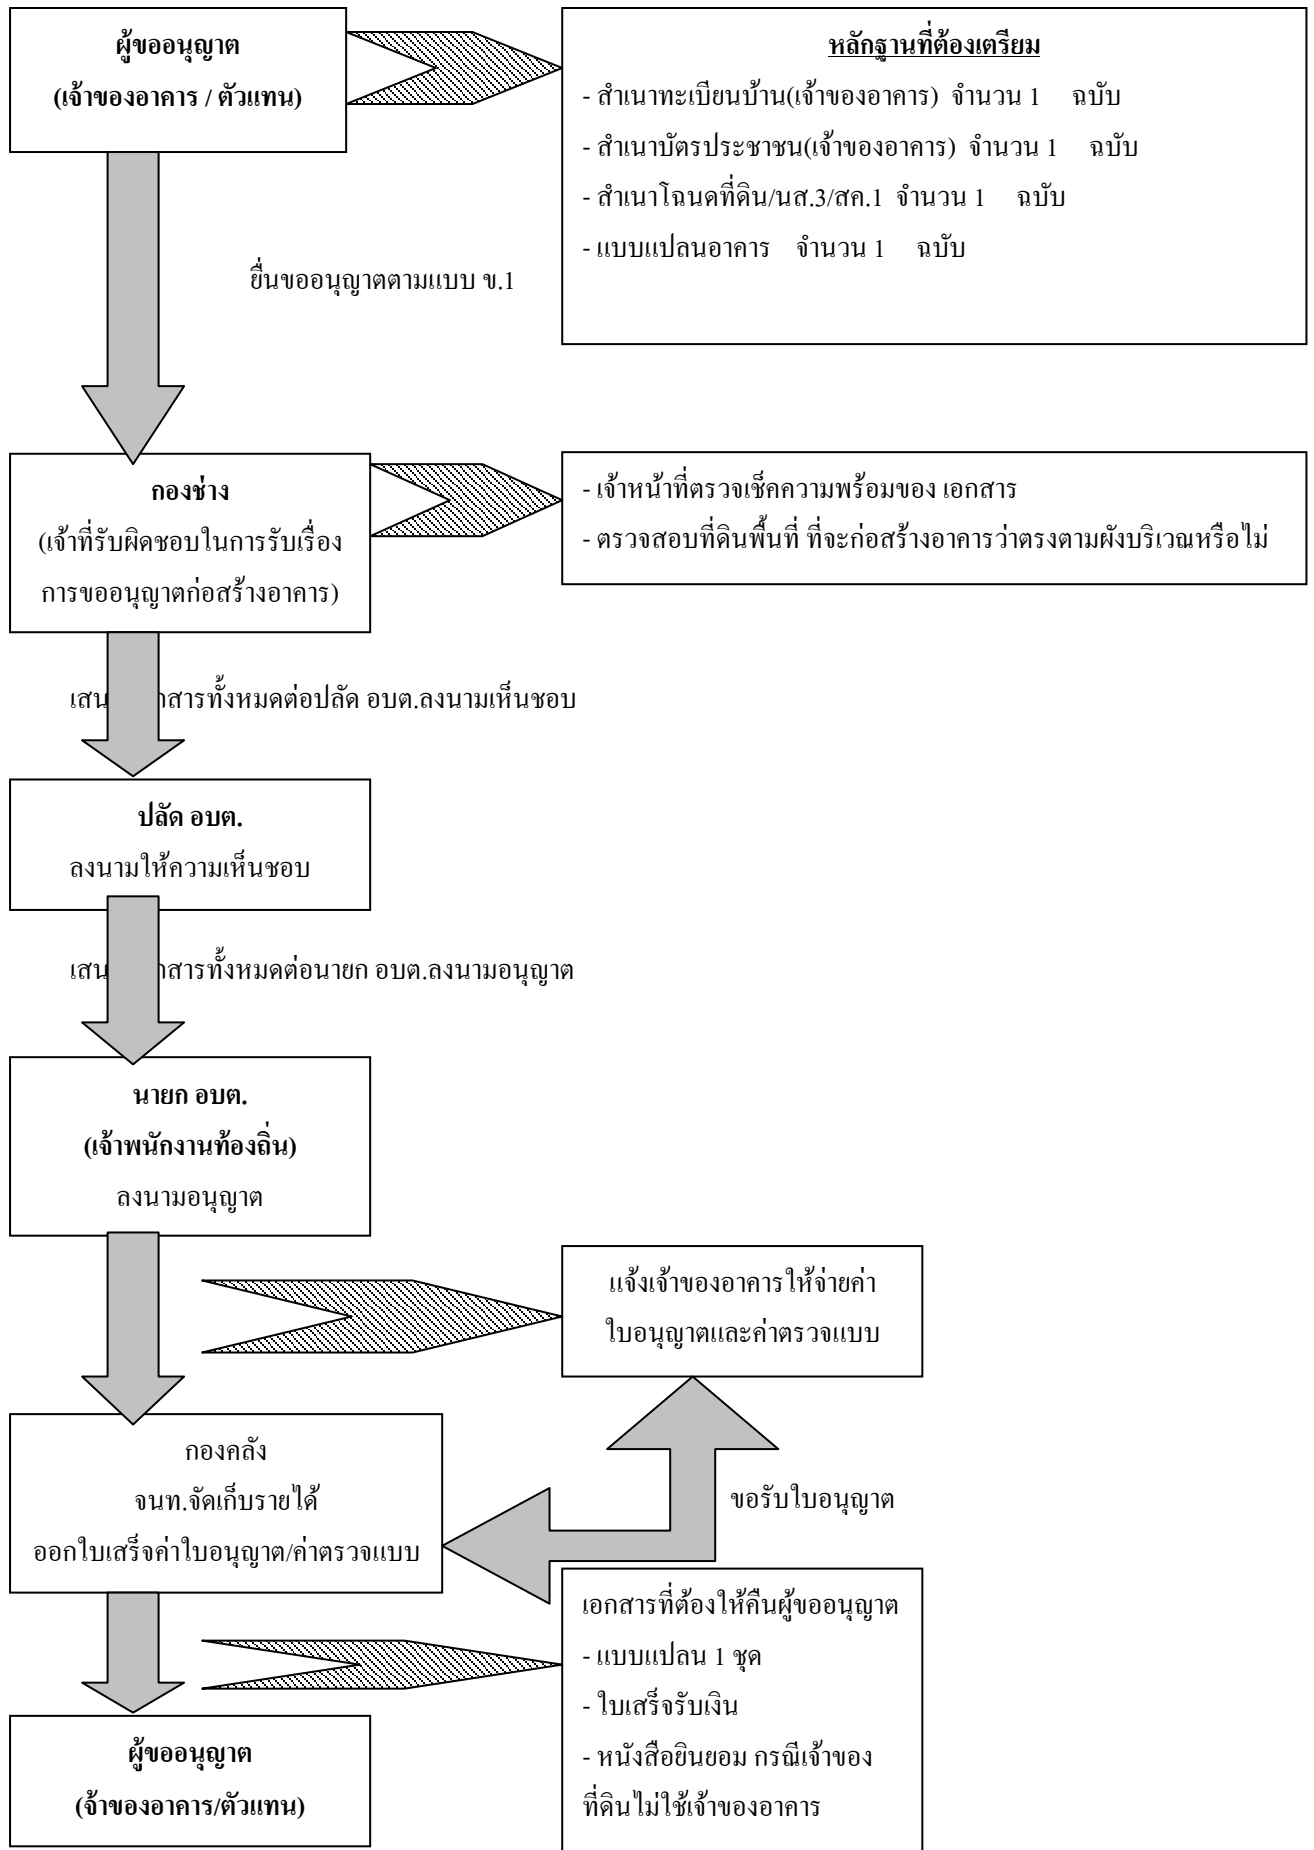 ผู้ขออนุญาต
(เจ้าของอาคาร / ตัวแทน)
หลักฐานที่ต้องเตรียม
- สำเนาทะเบียนบ้าน(เจ้าของอาคาร) จำนวน 1 ฉบับ
- สำเนาบัตรประชาชน(เจ้าของอาคาร) จำนวน 1 ฉบับ
- สำเนาโฉนดที่ดิน/นส.3/สค.1 จำนวน 1 ฉบับ
- แบบแปลนอาคาร จำนวน 1 ฉบับ
ยื่นขออนุญาตตามแบบ ข.1
กองช่าง
(เจ้าที่รับผิดชอบในการรับเรื่อง
การขออนุญาตก่อสร้างอาคาร)
- เจ้าหน้าที่ตรวจเช็คความพร้อมของ เอกสาร
- ตรวจสอบที่ดินพื้นที่ ที่จะก่อสร้างอาคารว่าตรงตามผังบริเวณหรือไม่
ทั้งหมดต่อปลัด อบต.ลงนามเห็นชอบ
ปลัด อบต.
ลงนามให้ความเห็นชอบ
ทั้งหมดต่อนายก อบต.ลงนามอนุญาต
นายก อบต.
(เจ้าพนักงานท้องถิ่น)
ลงนามอนุญาต
แจ้งเจ้าของอาคารให้จ่ายค่า
ใบอนุญาตและค่าตรวจแบบ
กองคลัง
จนท.จัดเก็บรายได้
ออกใบเสร็จค่าใบอนุญาต/ค่าตรวจแบบ
ขอรับใบอนุญาต
เอกสารที่ต้องให้คืนผู้ขออนุญาต
- แบบแปลน 1 ชุด
- ใบเสร็จรับเงิน
- หนังสือยินยอม กรณีเจ้าของ
ที่ดินไม่ใช้เจ้าของอาคาร
ผู้ขออนุญาต
(จ้าของอาคาร/ตัวแทน)